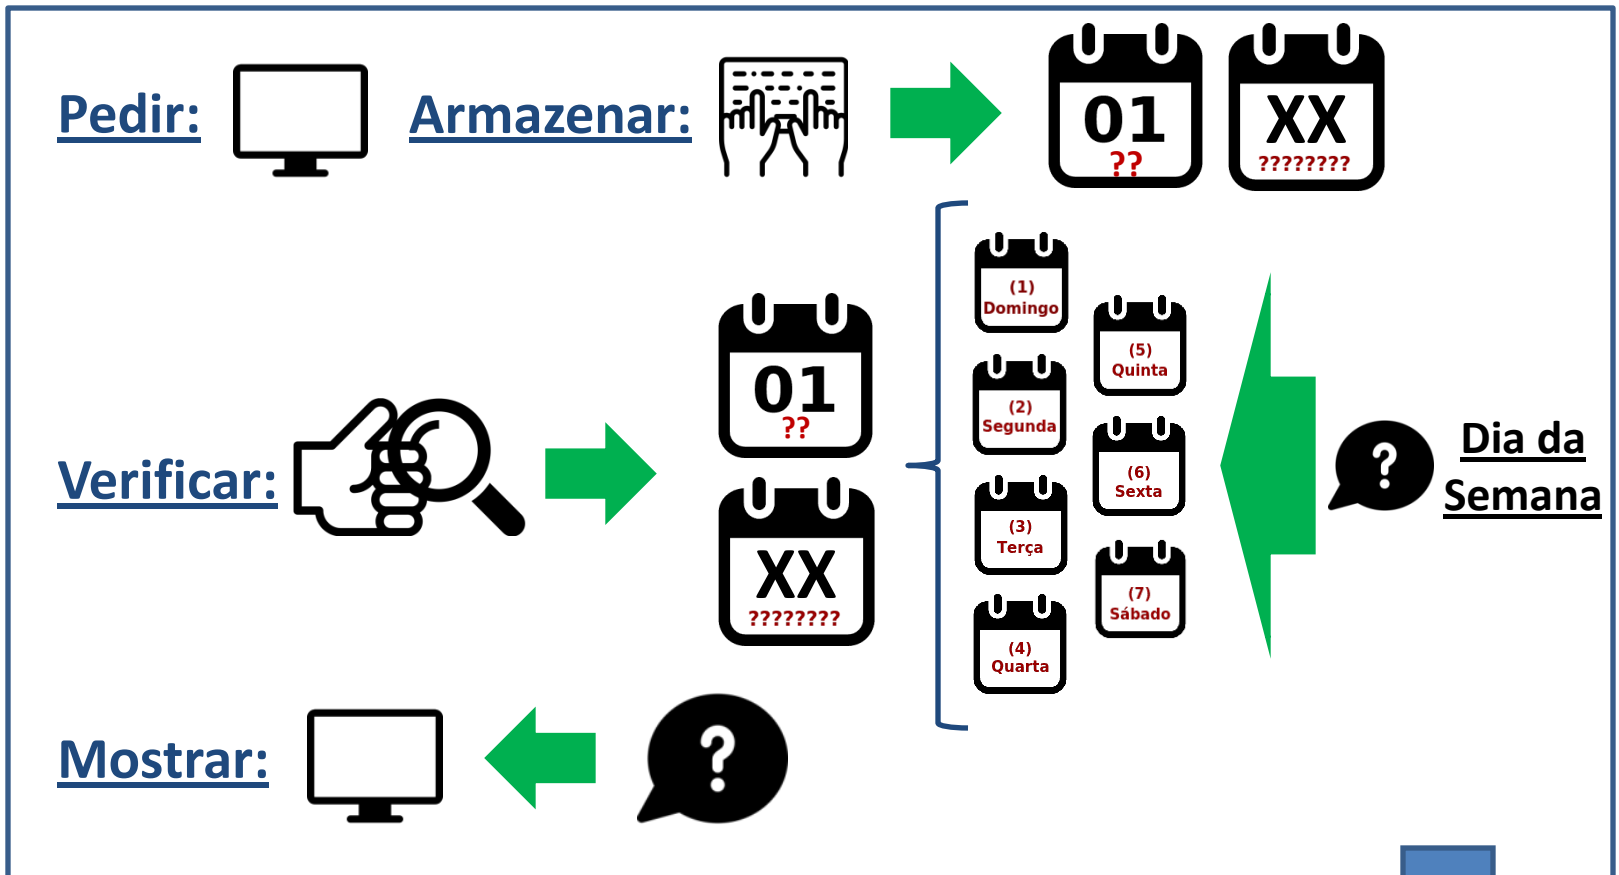 Pedir:
Armazenar:
01
??
XX
????????
Verificar:
01
??
XX
????????
(1)
Domingo
(2)
Segunda
(3)
Terça
(4)
Quarta
(5)
Quinta
(6)
Sexta
(7)
Sábado
?
Dia da
Semana
Mostrar:
?